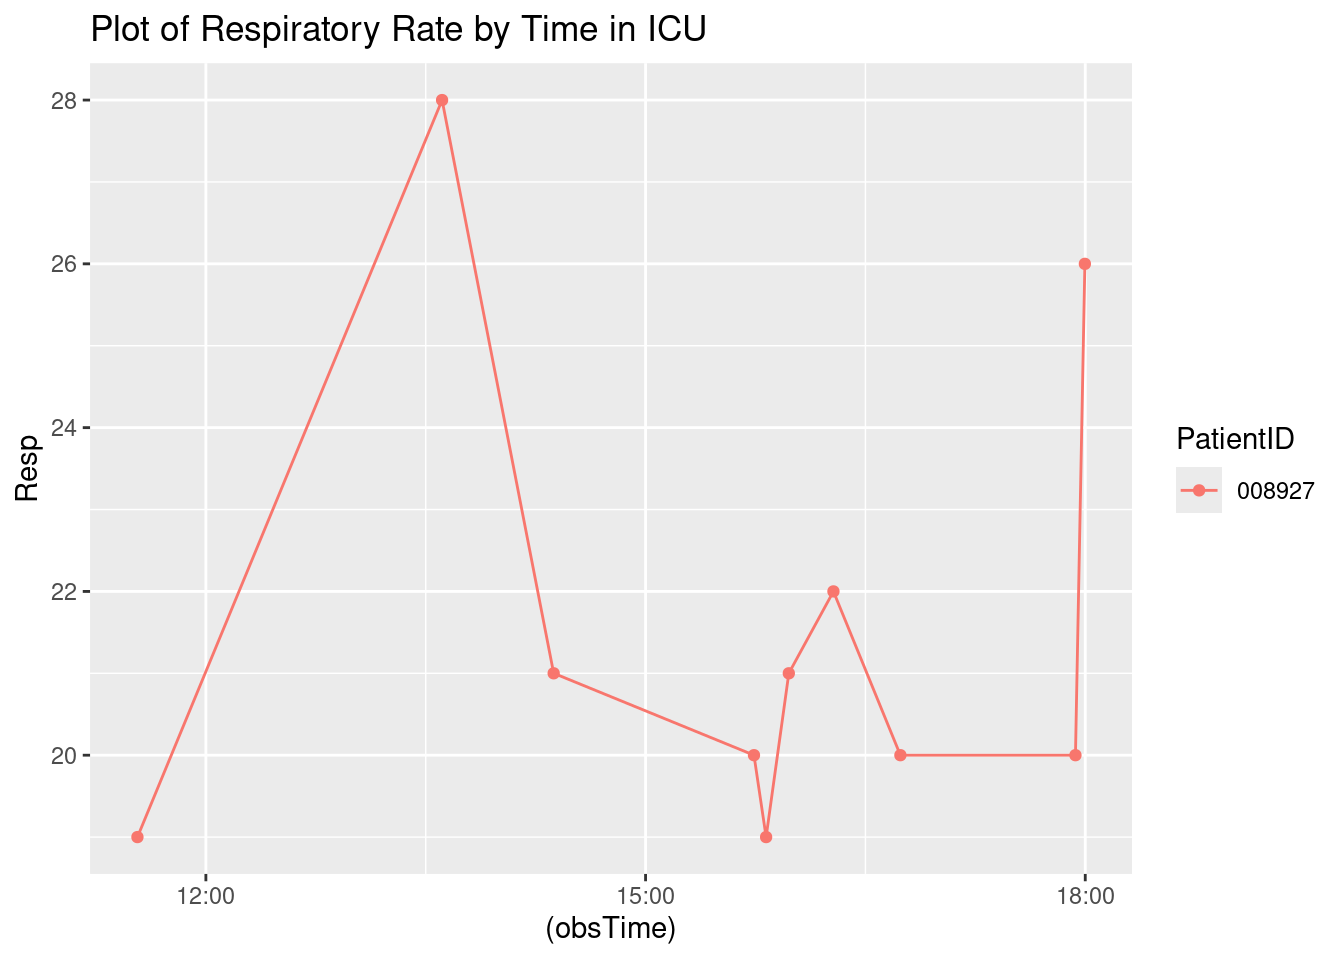 Plot of Respiratory Rate by Time in ICU
28
26
24
22
20
Resp
12:00
15:00
18:00
(obsTime)
PatientID
008927